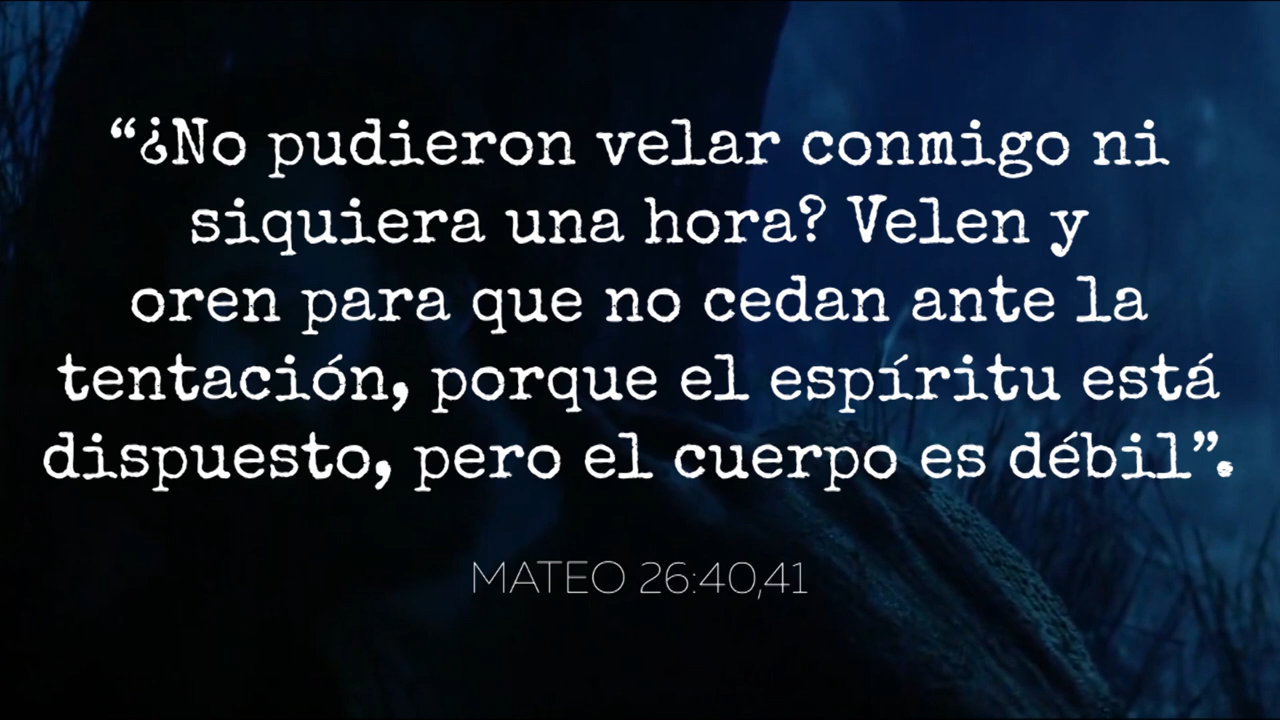 “¿No pudieron velar conmigo ni
siquiera una hora? Velen y
oren para que no cedan ante la
tentación, porque el espíritu está
dispuesto, pero el cuerpo es débil”.
MATEO 26:40,41